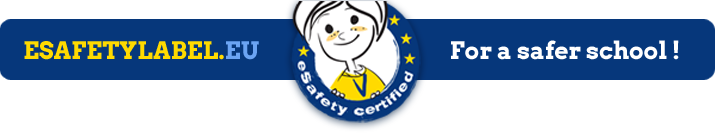 ESAFETYLABEL.EU
eSafety certified
For a safer school !